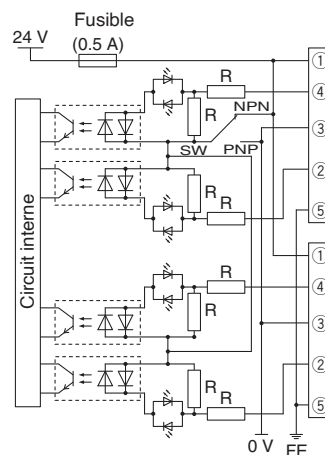 Fusible
24 V (0.5 A)
①
R
④
NPN
R
③
SW PNP
R
②
R
⑤
Circuit interne
①
R
④
R
③
R
②
R
⑤
0 V
FE